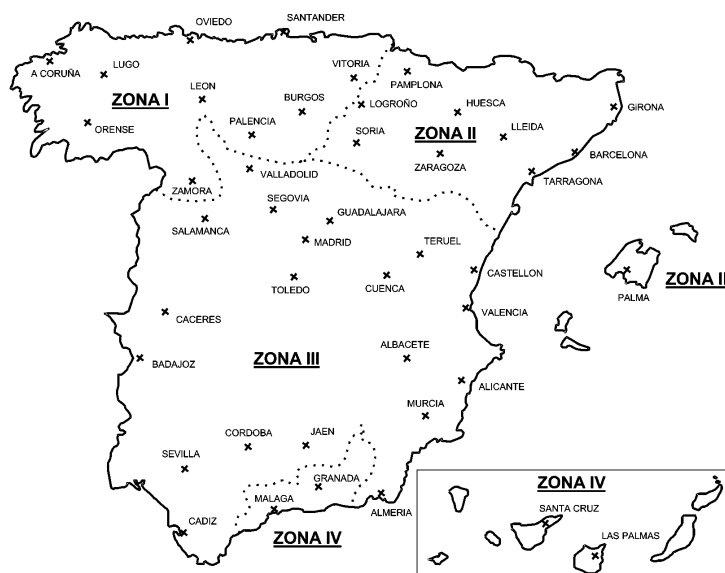 OVIEDO
SANTANDER
A CORUÑA
LUGO
VITORIA
PAMPLONA
LEON
ZONA I
BURGOS
LOGROÑO
HUESCA
GIRONA
ORENSE
PALENCIA
SORIA
ZONA II
LLEIDA
ZARAGOZA
BARCELONA
VALLADOLID
TARRAGONA
ZAMORA
SEGOVIA
GUADALAJARA
SALAMANCA
MADRID
TERUEL
CASTELLON
TOLEDO
CUENCA
PALMA
ZONA II
CACERES
VALENCIA
ZONA III
ALBACETE
BADAJOZ
ALICANTE
MURCIA
CORDOBA
JAEN
SEVILLA
GRANADA
MALAGA
ALMERIA
CADIZ
ZONA IV
ZONA IV
SANTA CRUZ
LAS PALMAS